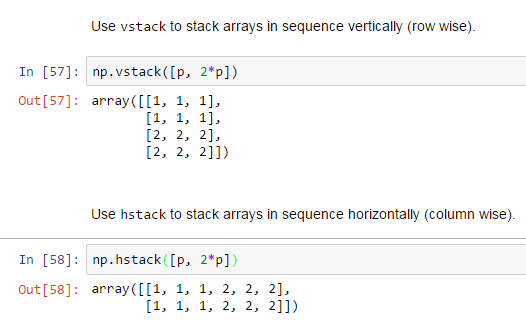 Use vstack to stack arrays in sequence vertically (row wise).
In [57]: np.vstack([p, 2*p])
Out[57]: array([[1, 1, 1],
[1, 1, 1],
[2, 2, 2],
[2, 2, 2]])
Use hstack to stack arrays in sequence horizontally (column wise).
In [58]: np.hstack([p, 2*p])
Out[58]: array([[1, 1, 1, 2, 2, 2],
[1, 1, 1, 2, 2, 2]])